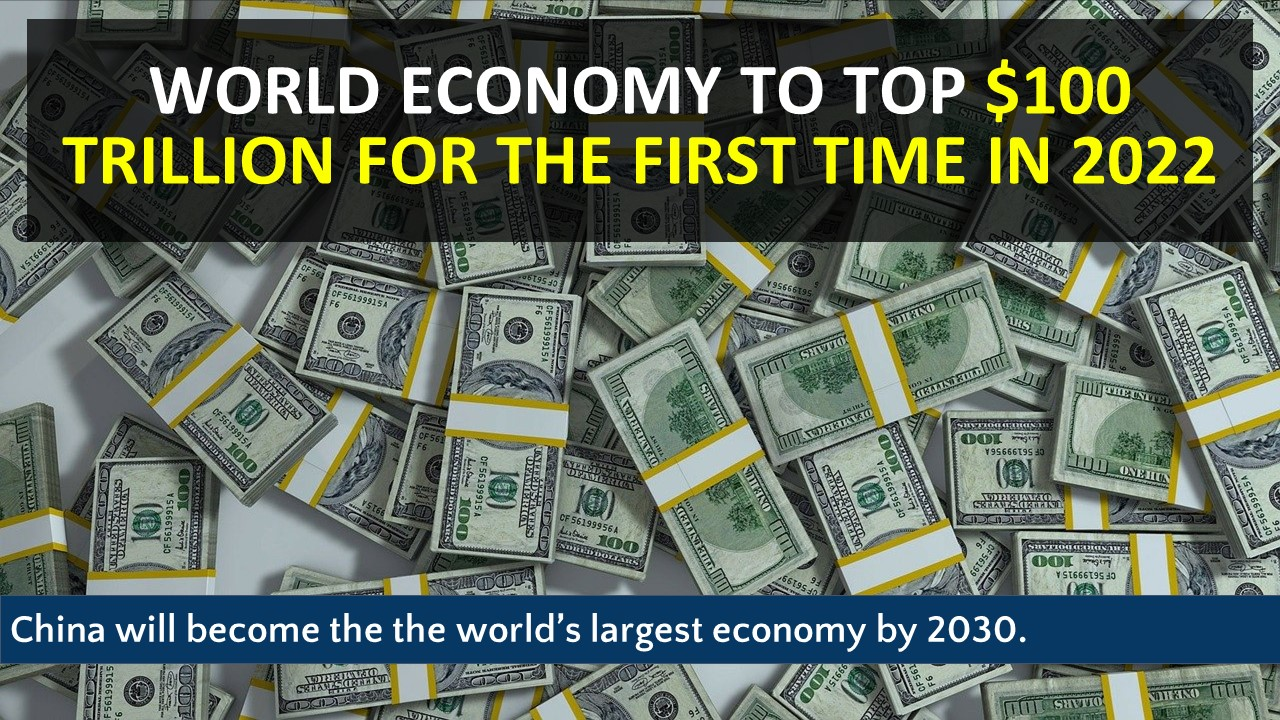 WORLD ECONOMY TO TOP $100
TRILLION FOR THE FIRST TIME IN 2022
China will become the the world’s largest economy by 2030.